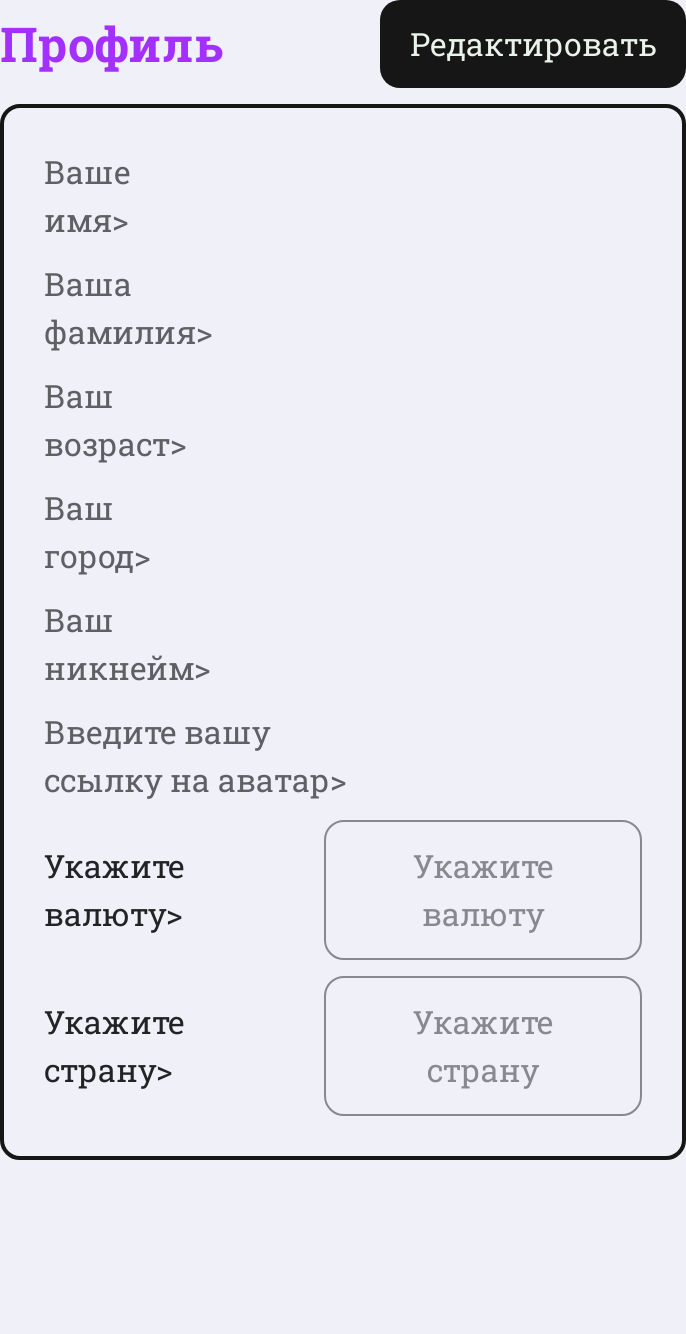 Профиль
Редактировать
Ваше
имя>
Ваша
фамилия>
Ваш
возраст>
Ваш
город>
Ваш
никнейм>
Введите вашу
ссылку на аватар>
Укажите
валюту>
Укажите
валюту
Укажите
страну>
Укажите
страну